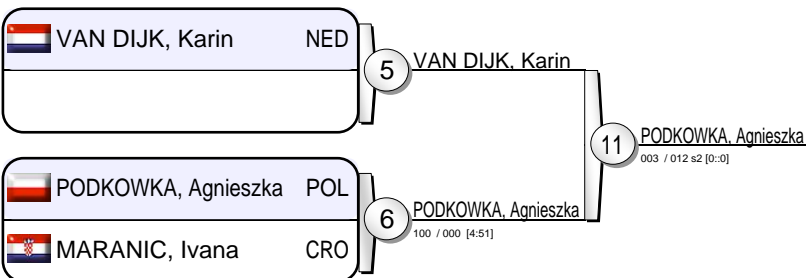 VAN DIJK, Karin NED
5
VAN DIJK, Karin
11
PODKOWKA, Agnieszka
003 / 012 s2 [0::0]
PODKOWKA, Agnieszka POL
6
PODKOWKA, Agnieszka
100 / 000 [4:51]
MARANIC, Ivana CRO